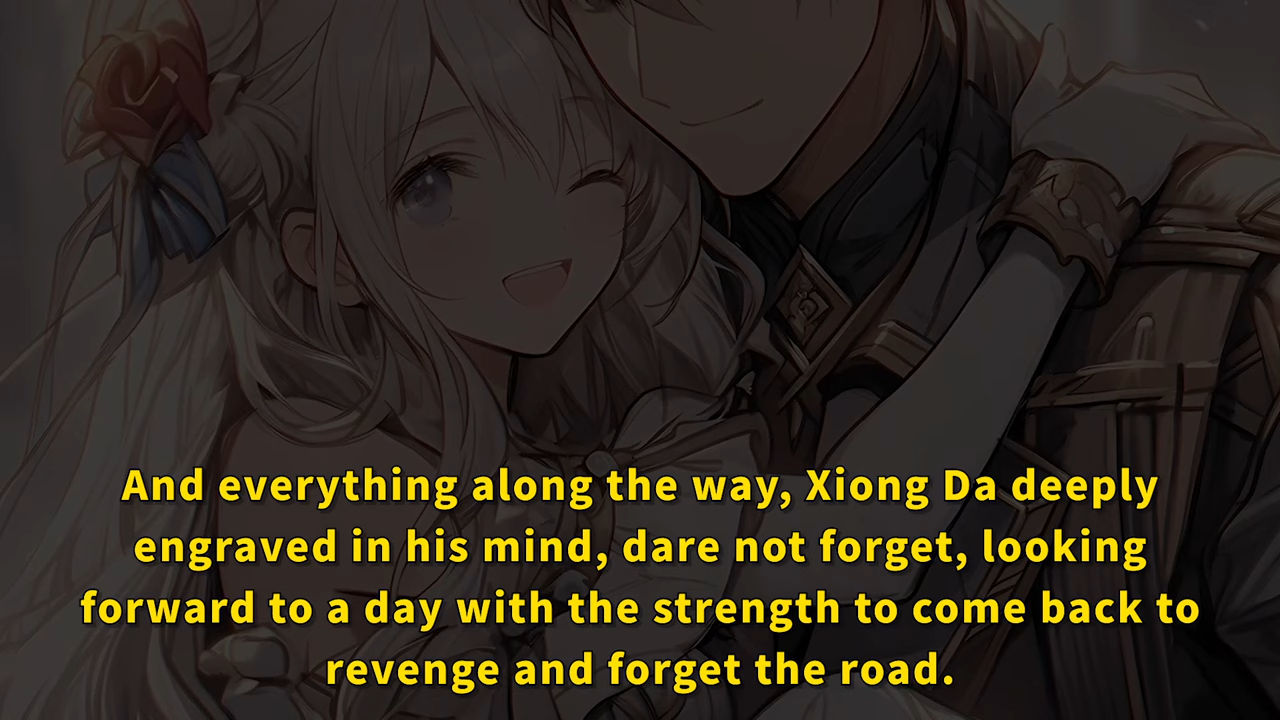 And everything along the way, Xiong Da deeply
engraved in his mind, dare not forget, looking
forward to a day with the strength to come back to
revenge and forget the road.